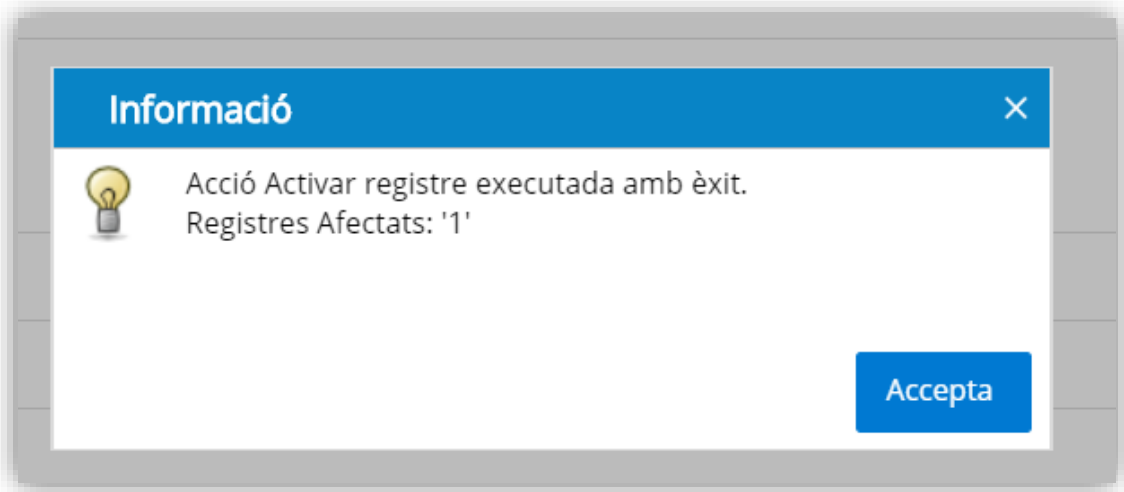 Informació
Acció Activar registre executada amb èxit.
Registres Afectats: '1'
Accepta